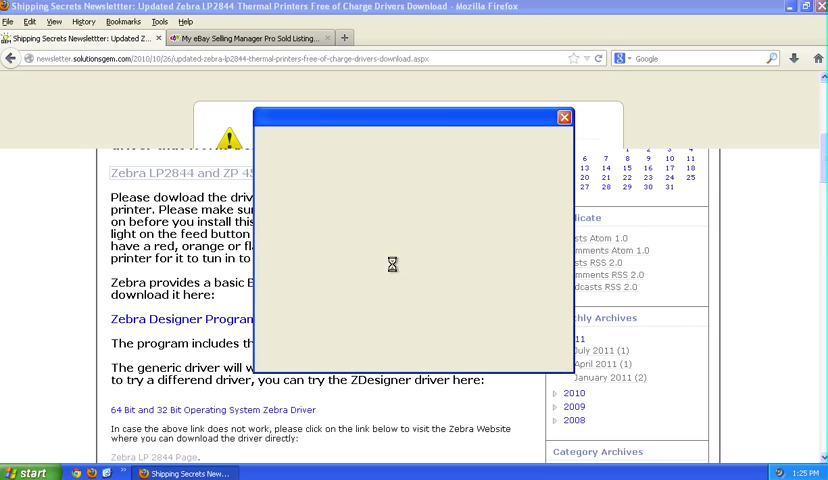 Shipping Secrets Newslettter: Updated Zebra LP2844 Thermal Printers Free of Charge Drivers Download - Mozilla Firefox
File Edit View History Bookmarks Tools Help
Shipping Secrets Newslettter: Updated Z... My eBay Selling Manager Pro Sold Listing...
newsletter.solutionsgem.com/2010/10/26/updated-zebra-lp2844-thermal-printers-free-of-charge-drivers-download.aspx Google
Zebra LP2844 and ZP 45
Please dowload the driv
printer. Please make sur
on before you install this
light on the feed button
have a red, orange or fl
printer for it to tun in to
Zebra provides a basic
download it here:
Zebra Designer Program
The program includes th
The generic driver will w
to try a differend driver, you can try the ZDesigner driver here:
64 Bit and 32 Bit Operating System Zebra Driver
In case the above link does not work, please click on the link below to visit the Zebra Website
where you can download the driver directly:
Zebra LP 2844 Page.
1 2 3 4
6 7 8 9 10 11
13 14 15 16 17 18
20 21 22 23 24 25
27 28 29 30 31
dicate
sts Atom 1.0
mments Atom 1.0
sts RSS 2.0
mments RSS 2.0
dcasts RSS 2.0
hly Archives
11
July 2011 (1)
April 2011 (1)
January 2011 (2)
2010
2009
2008
Category Archives
start Shipping Secrets New... 1:25 PM